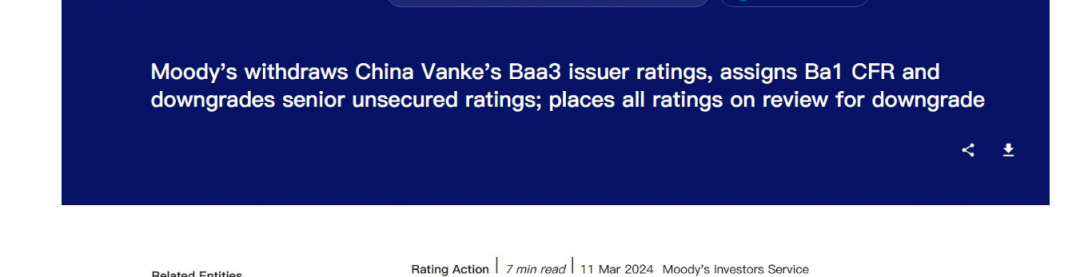 Moody's withdraws China Vanke's Baa3 issuer ratings, assigns Ba1 CFR and
downgrades senior unsecured ratings; places all ratings on review for downgrade
Rating Action | 7 min read | 11 Mar 2024 Moody's Investors Service
Related Entities